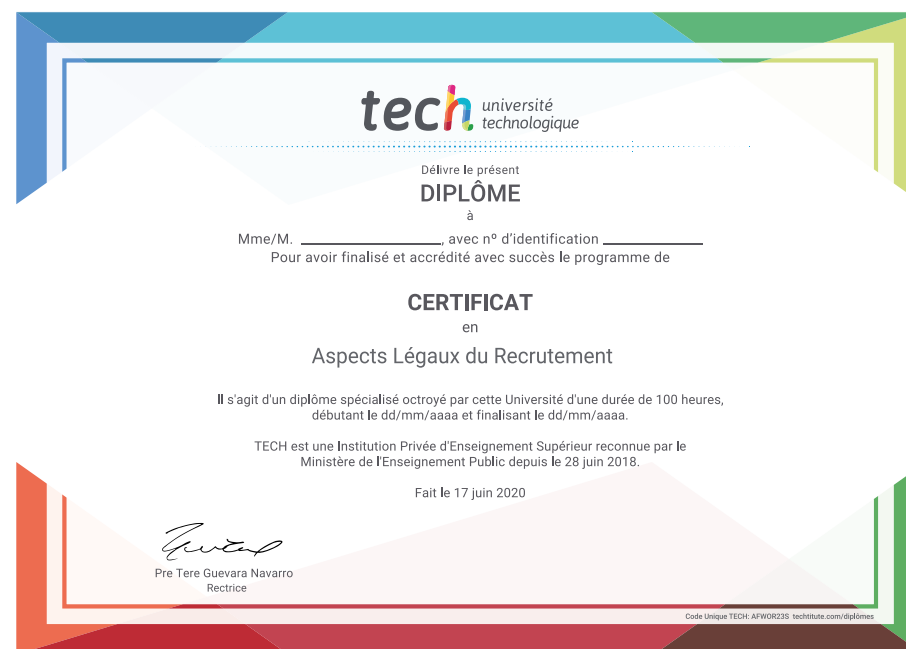 tech université
technologique
Délivre le présent
DIPLÔME
à
Mme/M. ____________________, avec nº d'identification ______________
Pour avoir finalisé et accrédité avec succès le programme de
CERTIFICAT
en
Aspects Légaux du Recrutement
Il s'agit d'un diplôme spécialisé octroyé par cette Université d'une durée de 100 heures,
débutant le dd/mm/aaaa et finalisant le dd/mm/aaaa.
TECH est une Institution Privée d'Enseignement Supérieur reconnue par le
Ministère de l'Enseignement Public depuis le 28 juin 2018.
Fait le 17 juin 2020
Pre Tere Guevara Navarro
Rectrice
Code Unique TECH: AFWOR23S techtitute.com/diplômes